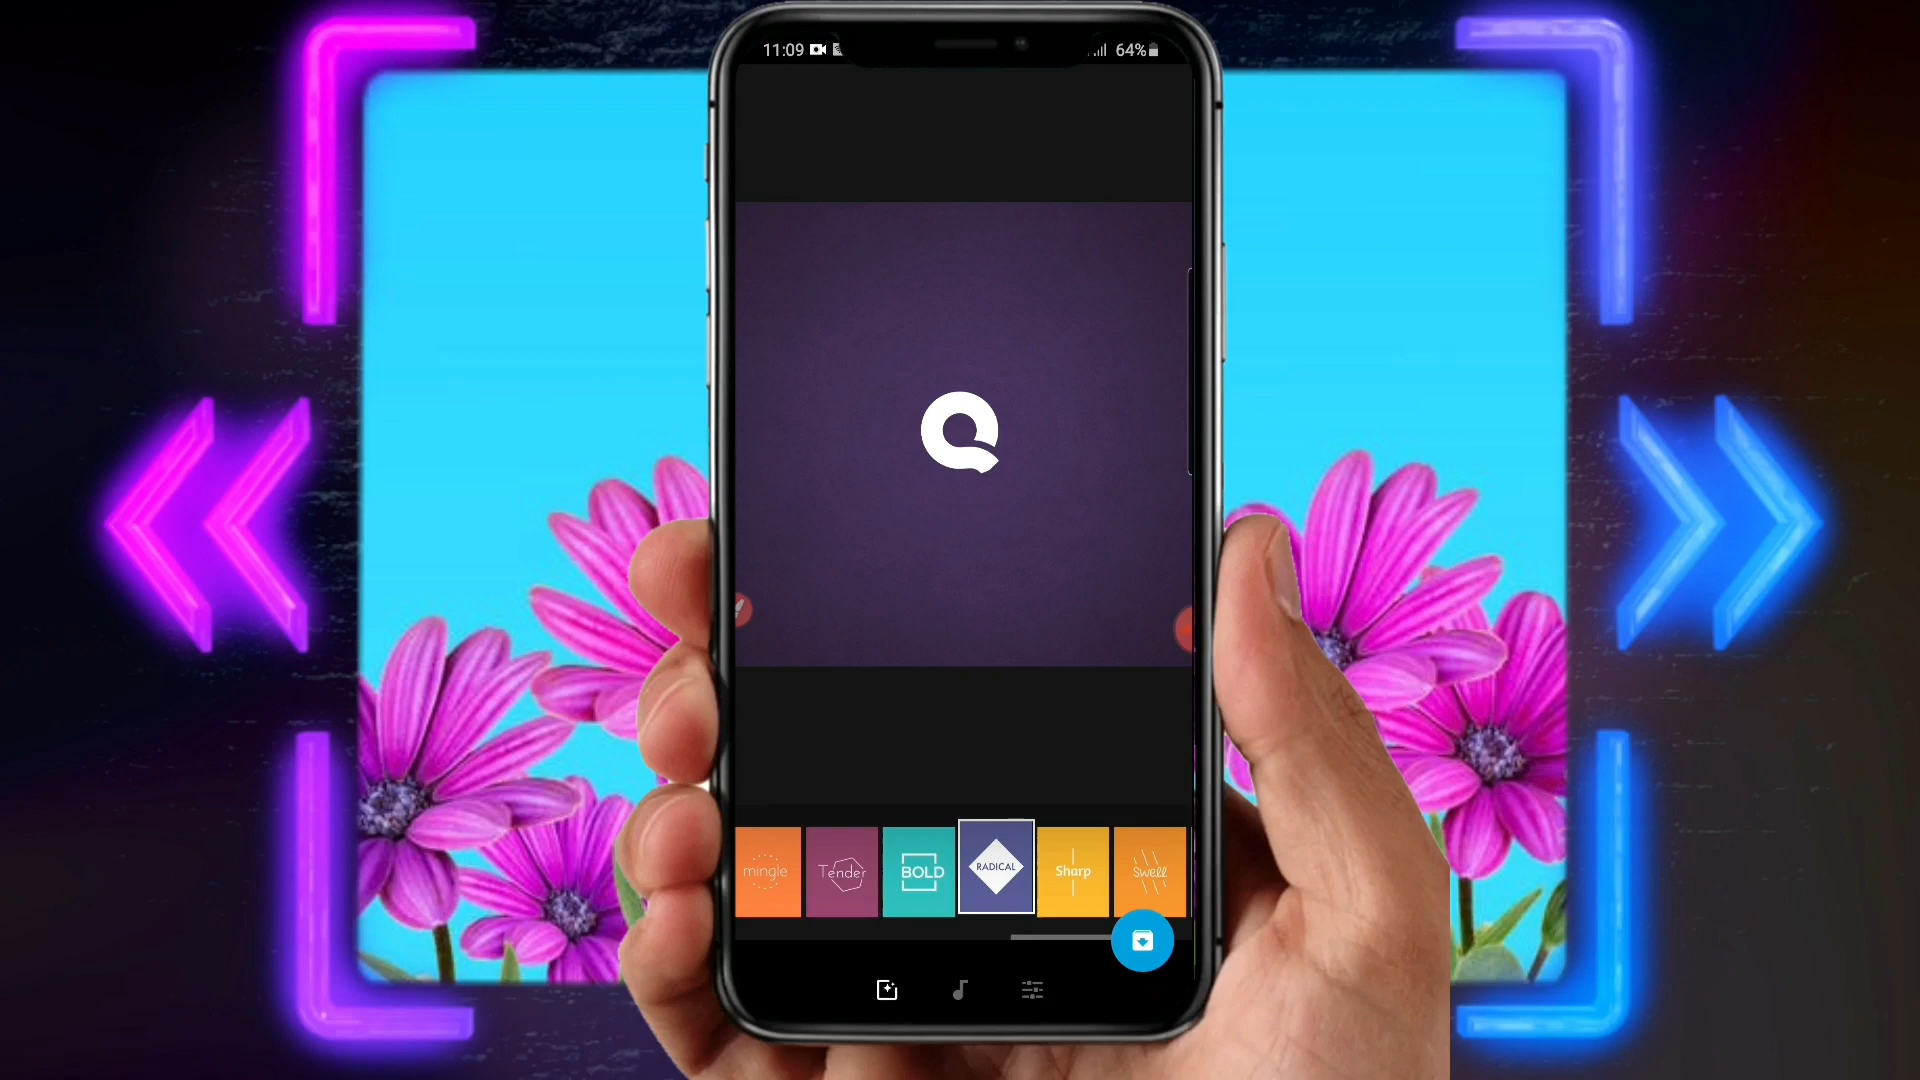 11:09
64%
mingle
Tender
BOLD
RADICAL
Sharp
Swell